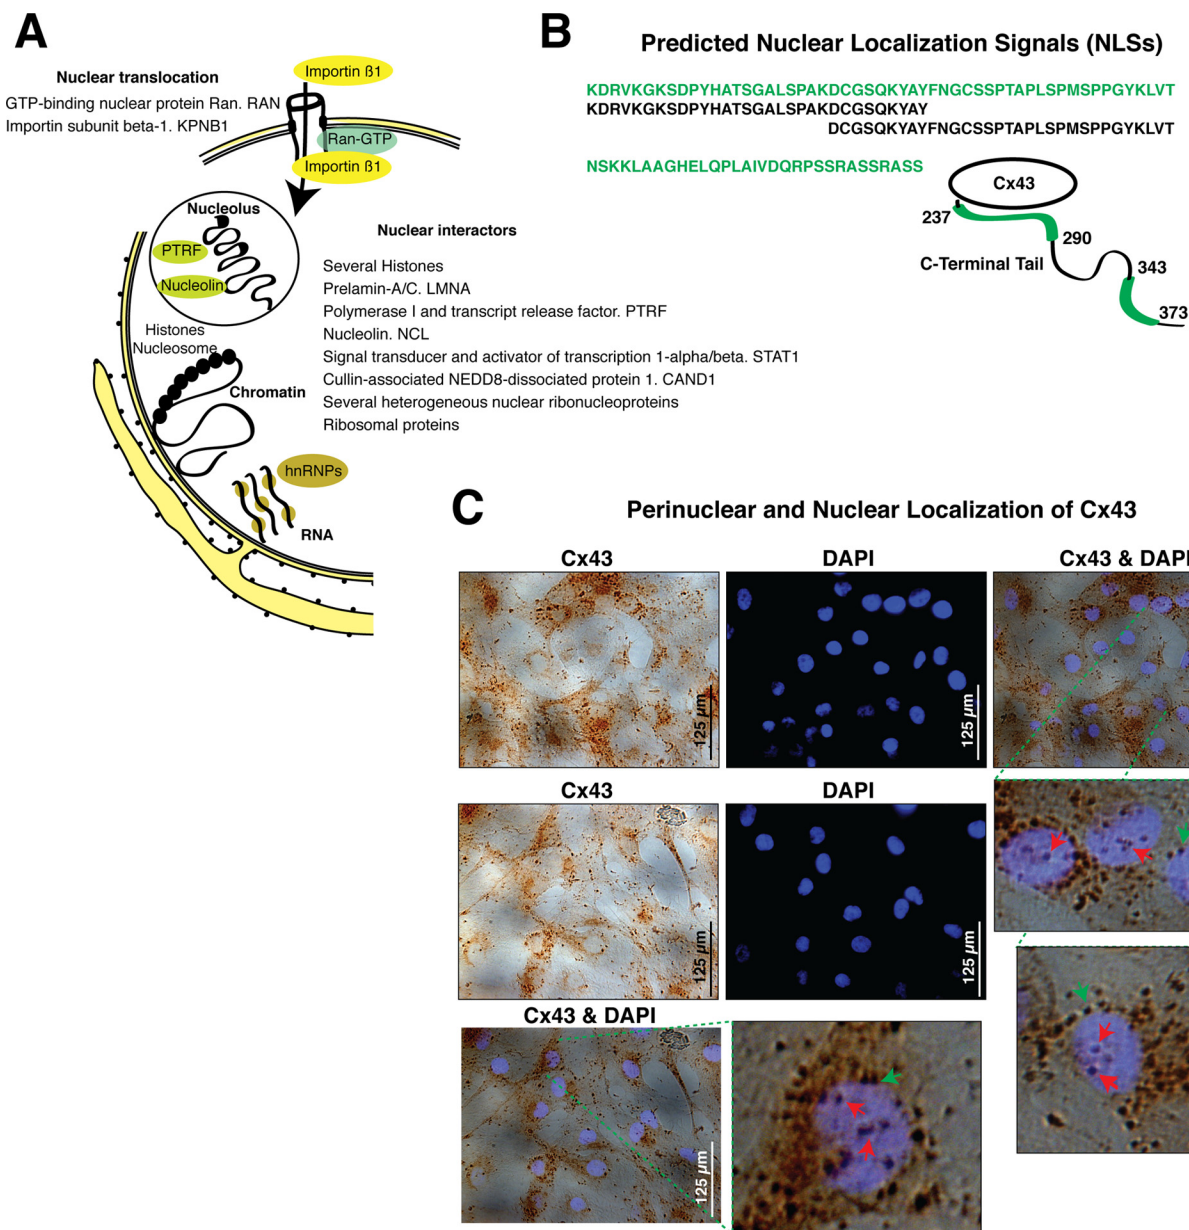 A
Nuclear translocation
GTP-binding nuclear protein Ran. RAN
Importin subunit beta-1. KPNB1
Importin ß1
Ran-GTP
Importin ß1
Nucleolus
PTRF
Nucleolin
Histones
Nucleosome
Chromatin
hnRNPs
RNA
Nuclear interactors
Several Histones
Prelamin-A/C. LMNA
Polymerase I and transcript release factor. PTRF
Nucleolin. NCL
Signal transducer and activator of transcription 1-alpha/beta. STAT1
Cullin-associated NEDD8-dissociated protein 1. CAND1
Several heterogeneous nuclear ribonucleoproteins
Ribosomal proteins
B
Predicted Nuclear Localization Signals (NLSs)
KDRVKGKSDPYHATSGALSPAKDCGSQKYAYFNGCSSPTAPLSPMSPPGYKLVT
KDRVKGKSDPYHATSGALSPAKDCGSQKYAY
DCGSQKYAYFNGCSSPTAPLSPMSPPGYKLVT
NSKKLAAGHELQPLAIVDQRPSSRASSRASS
Cx43
237
290
C-Terminal Tail
343
373
C
Perinuclear and Nuclear Localization of Cx43
Cx43
DAPI
Cx43 & DAPI
125 µm
125 µm
Cx43
DAPI
125 µm
125 µm
Cx43 & DAPI
125 µm